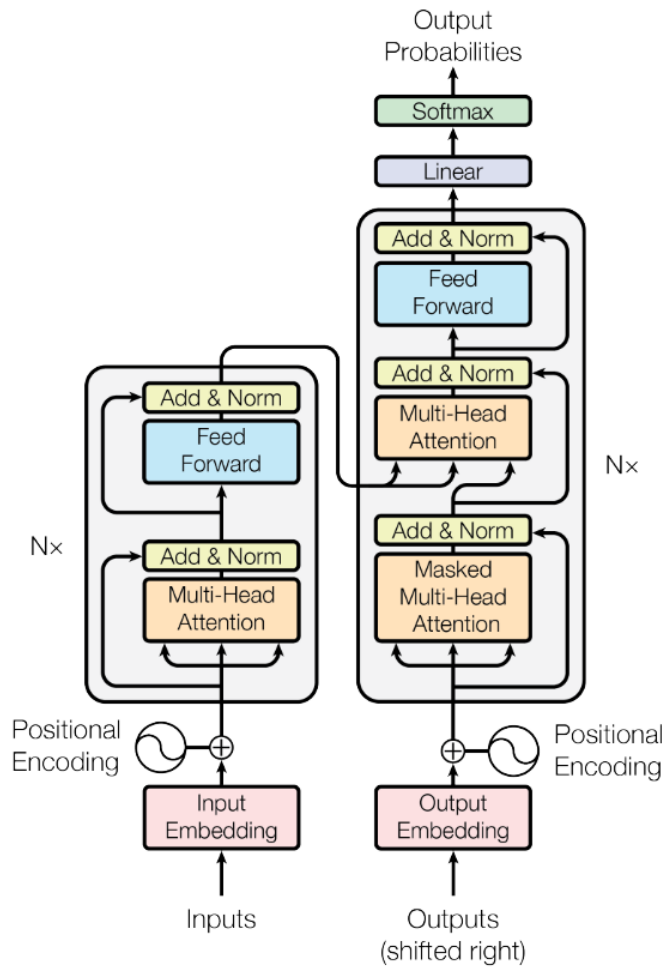 Output
Probabilities
Softmax
Linear
Add & Norm
Feed
Forward
Add & Norm
Multi-Head
Attention
Nx
Add & Norm
Masked
Multi-Head
Attention
Add & Norm
Feed
Forward
Nx
Add & Norm
Multi-Head
Attention
Positional
Encoding
Positional
Encoding
Input
Embedding
Output
Embedding
Inputs
Outputs
(shifted right)